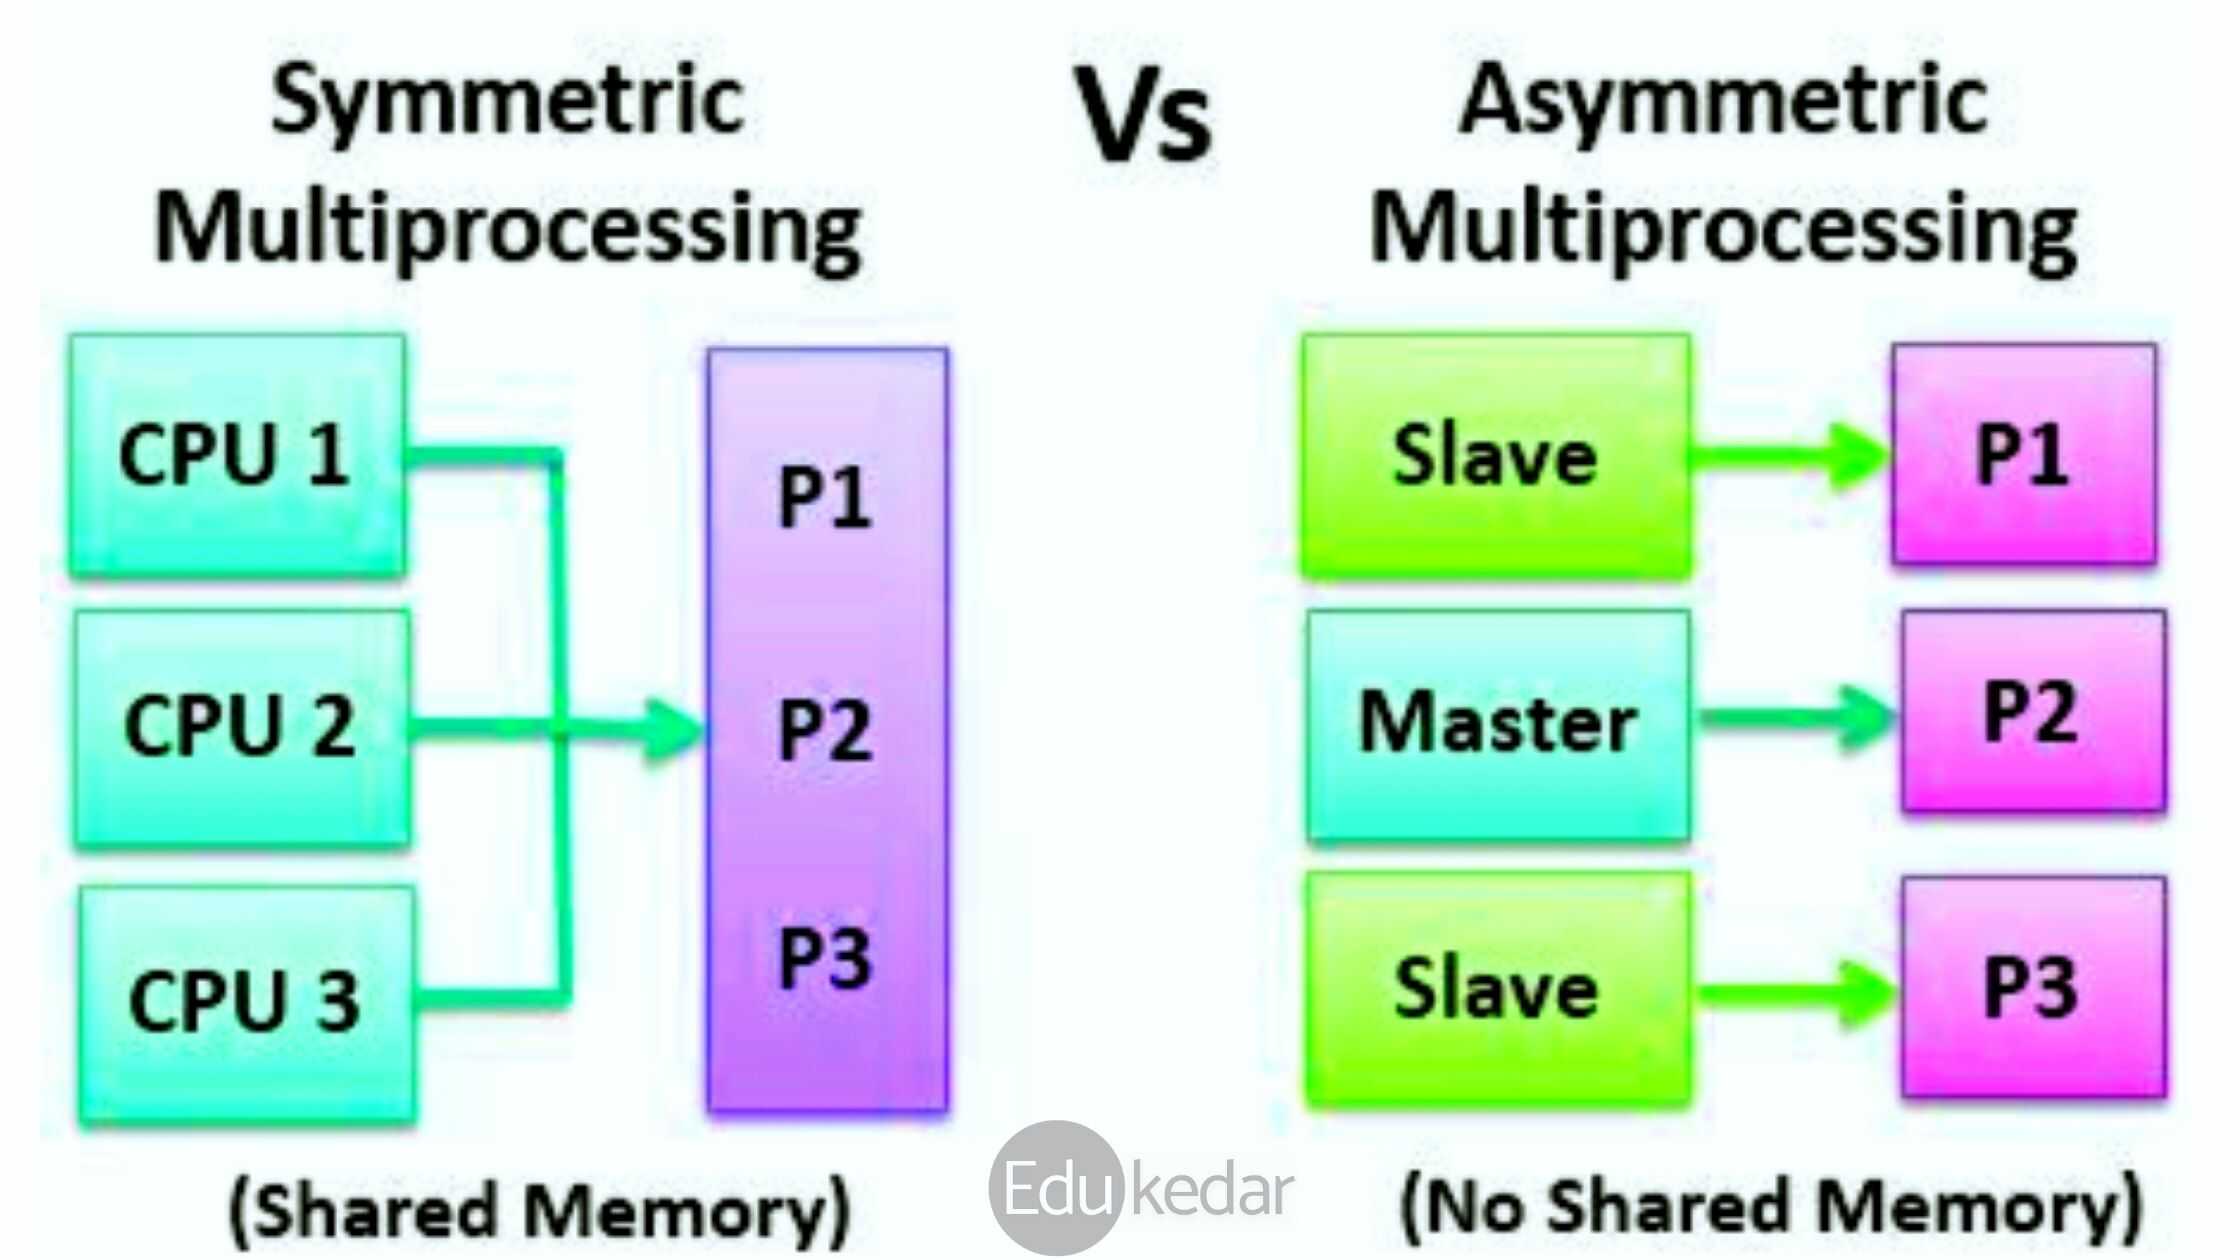 Symmetric
Multiprocessing
Vs
Asymmetric
Multiprocessing
CPU 1
CPU 2
CPU 3
P1
P2
P3
(Shared Memory)
Slave
P1
Master
P2
Slave
P3
(No Shared Memory)
Edukedar